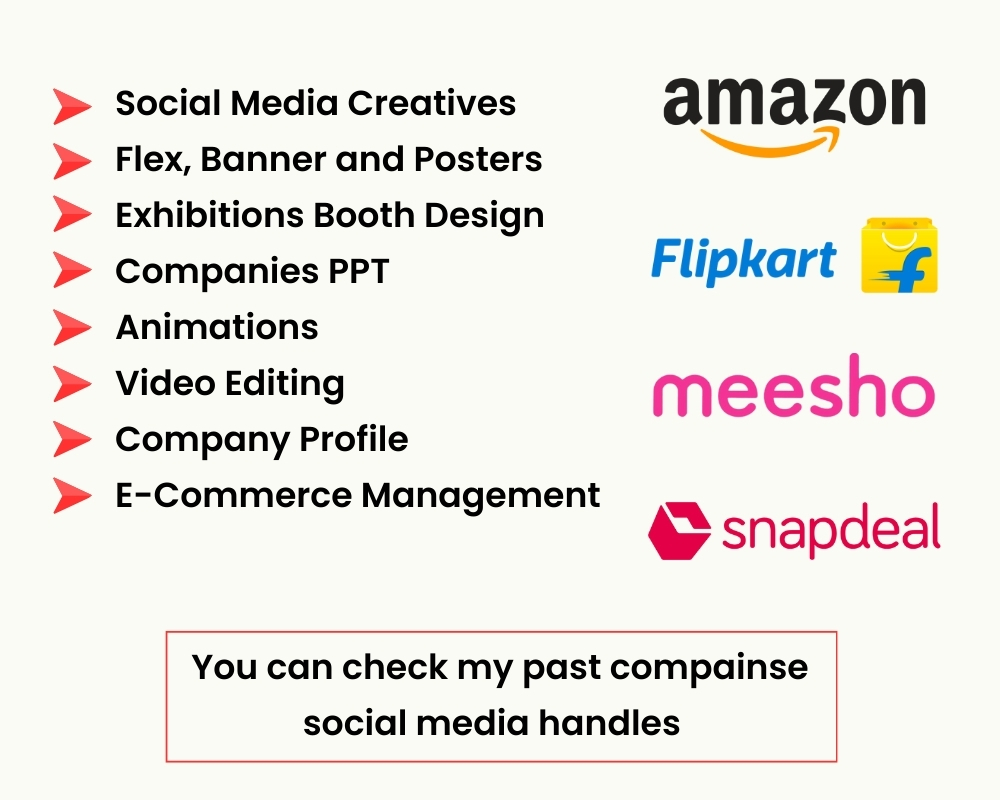 Social Media Creatives
Flex, Banner and Posters
Exhibitions Booth Design
Companies PPT
Animations
Video Editing
Company Profile
E-Commerce Management
amazon
Flipkart
f
meesho
snapdeal
You can check my past compainse
social media handles